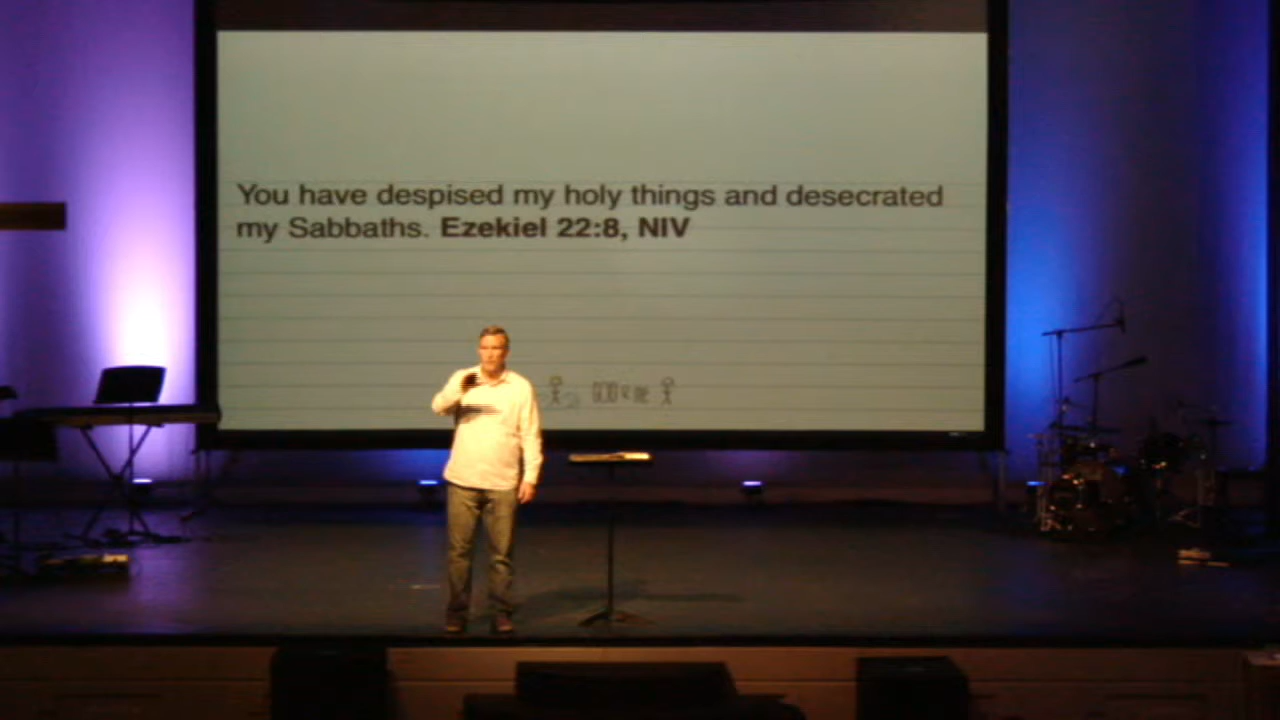 You have despised my holy things and desecrated
my Sabbaths. Ezekiel 22:8, NIV